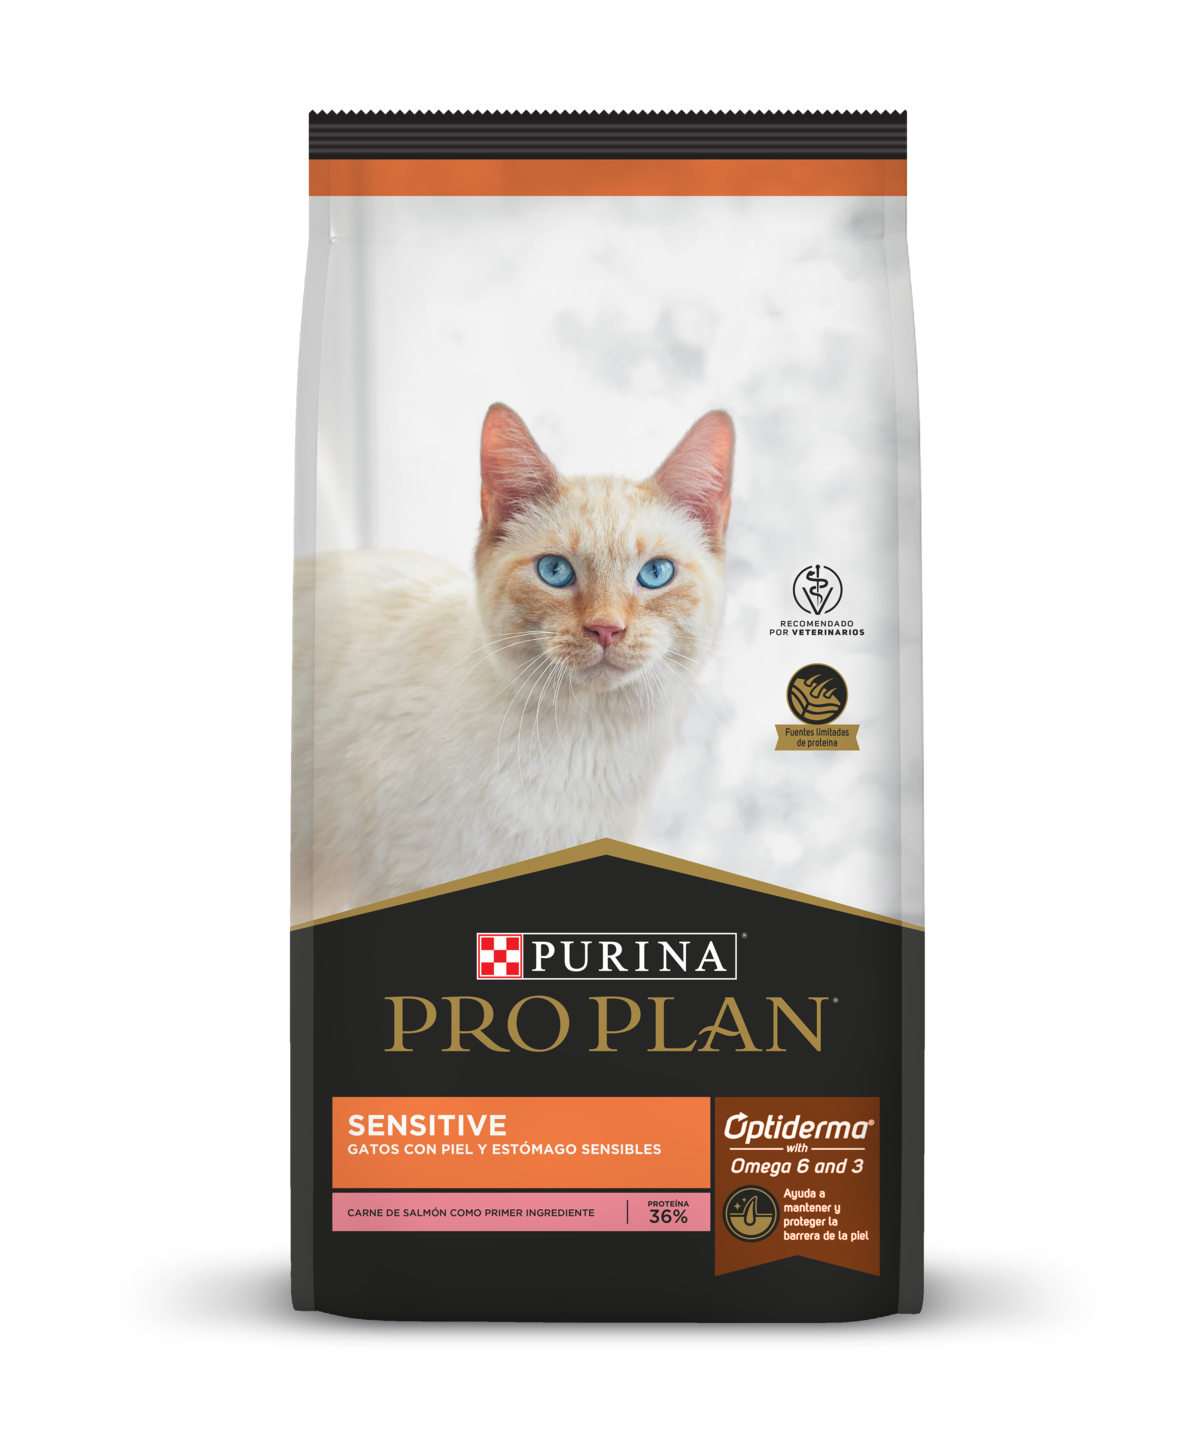 RECOMENDADO
POR VETERINARIOS
Fuentes limitadas
de proteína
PURINA®
PRO PLAN®
SENSITIVE
GATOS CON PIEL Y ESTÓMAGO SENSIBLES
CARNE DE SALMÓN COMO PRIMER INGREDIENTE
PROTEÍNA
36%
Optiderma®
with
Omega 6 and 3
Ayuda a
mantener y
proteger la
barrera de la piel